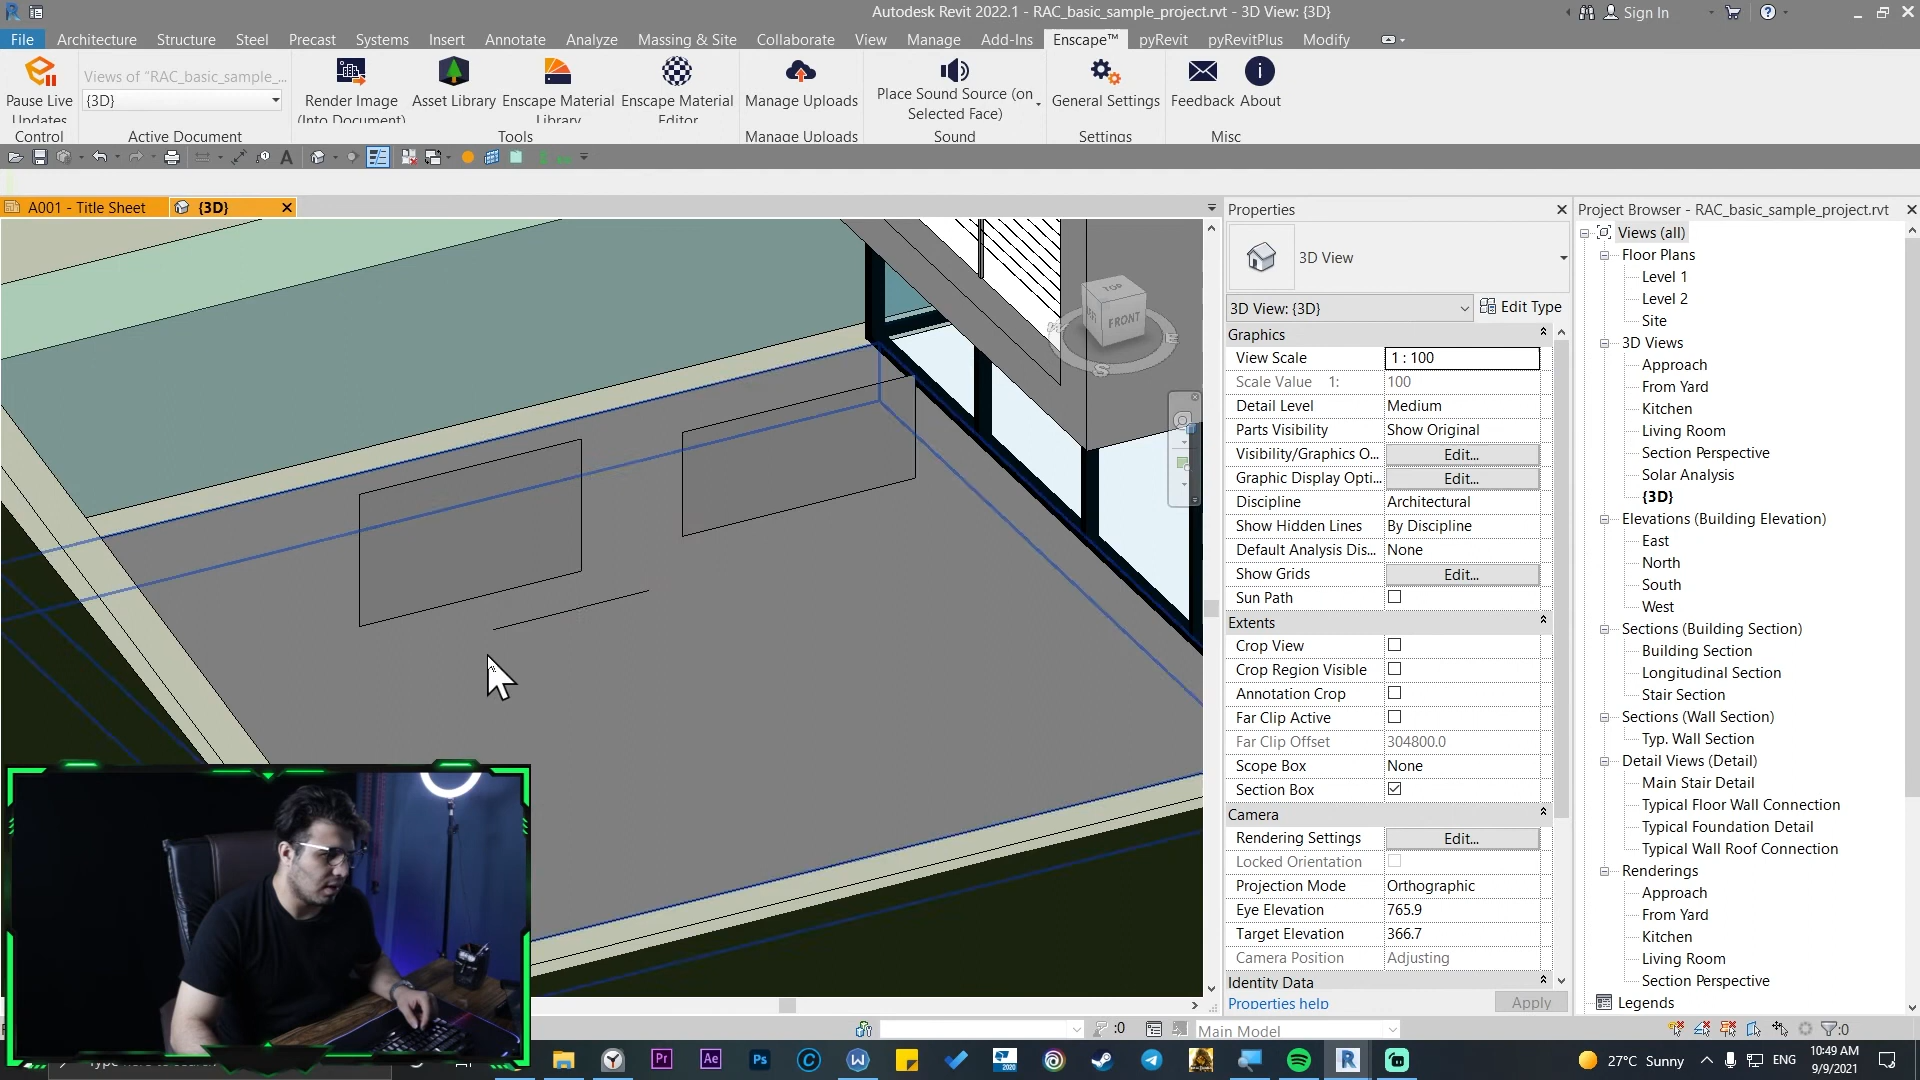 Autodesk Revit 2022.1 - RAC_basic_sample_project.rvt - 3D View: {3D}
Sign In
File Architecture Structure Steel Precast Systems Insert Annotate Analyze Massing & Site Collaborate View Manage Add-Ins Enscape™ pyRevit pyRevitPlus Modify
Pause Live Updates
Views of "RAC_basic_sample_...
{3D}
Render Image (Into Document)
Asset Library
Enscape Material Library
Enscape Material Editor
Manage Uploads
Place Sound Source (on Selected Face)
General Settings
Feedback
About
Control
Active Document
Tools
Manage Uploads
Sound
Settings
Misc
A001 - Title Sheet
{3D}
TOP
FRONT
E
S
Properties
3D View
3D View: {3D}
Edit Type
Graphics
View Scale 1 : 100
Scale Value 1: 100
Detail Level Medium
Parts Visibility Show Original
Visibility/Graphics O... Edit...
Graphic Display Opti... Edit...
Discipline Architectural
Show Hidden Lines By Discipline
Default Analysis Dis... None
Show Grids Edit...
Sun Path
Extents
Crop View
Crop Region Visible
Annotation Crop
Far Clip Active
Far Clip Offset 304800.0
Scope Box None
Section Box
Camera
Rendering Settings Edit...
Locked Orientation
Projection Mode Orthographic
Eye Elevation 765.9
Target Elevation 366.7
Camera Position Adjusting
Identity Data
Properties help
Apply
Project Browser - RAC_basic_sample_project.rvt
Views (all)
Floor Plans
Level 1
Level 2
Site
3D Views
Approach
From Yard
Kitchen
Living Room
Section Perspective
Solar Analysis
{3D}
Elevations (Building Elevation)
East
North
South
West
Sections (Building Section)
Building Section
Longitudinal Section
Stair Section
Sections (Wall Section)
Typ. Wall Section
Detail Views (Detail)
Main Stair Detail
Typical Floor Wall Connection
Typical Foundation Detail
Typical Wall Roof Connection
Renderings
Approach
From Yard
Kitchen
Living Room
Section Perspective
Legends
:0
Main Model
:0
Pr
Ae
Ps
2020
R
27°C Sunny
ENG
10:49 AM
9/9/2021